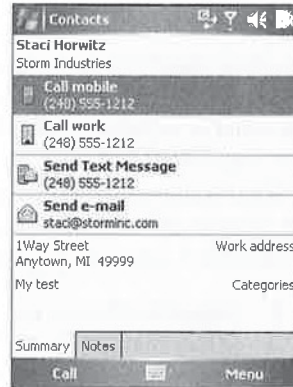 Contacts
Staci Horwitz
Storm Industries
Call mobile
(248) 555-1212
Call work
(248) 555-1212
Send Text Message
(248) 555-1212
Send e-mail
staci@storminc.com
1Way Street Work address
Anytown, MI 49999
My test Categories
Summary Notes
Call Menu